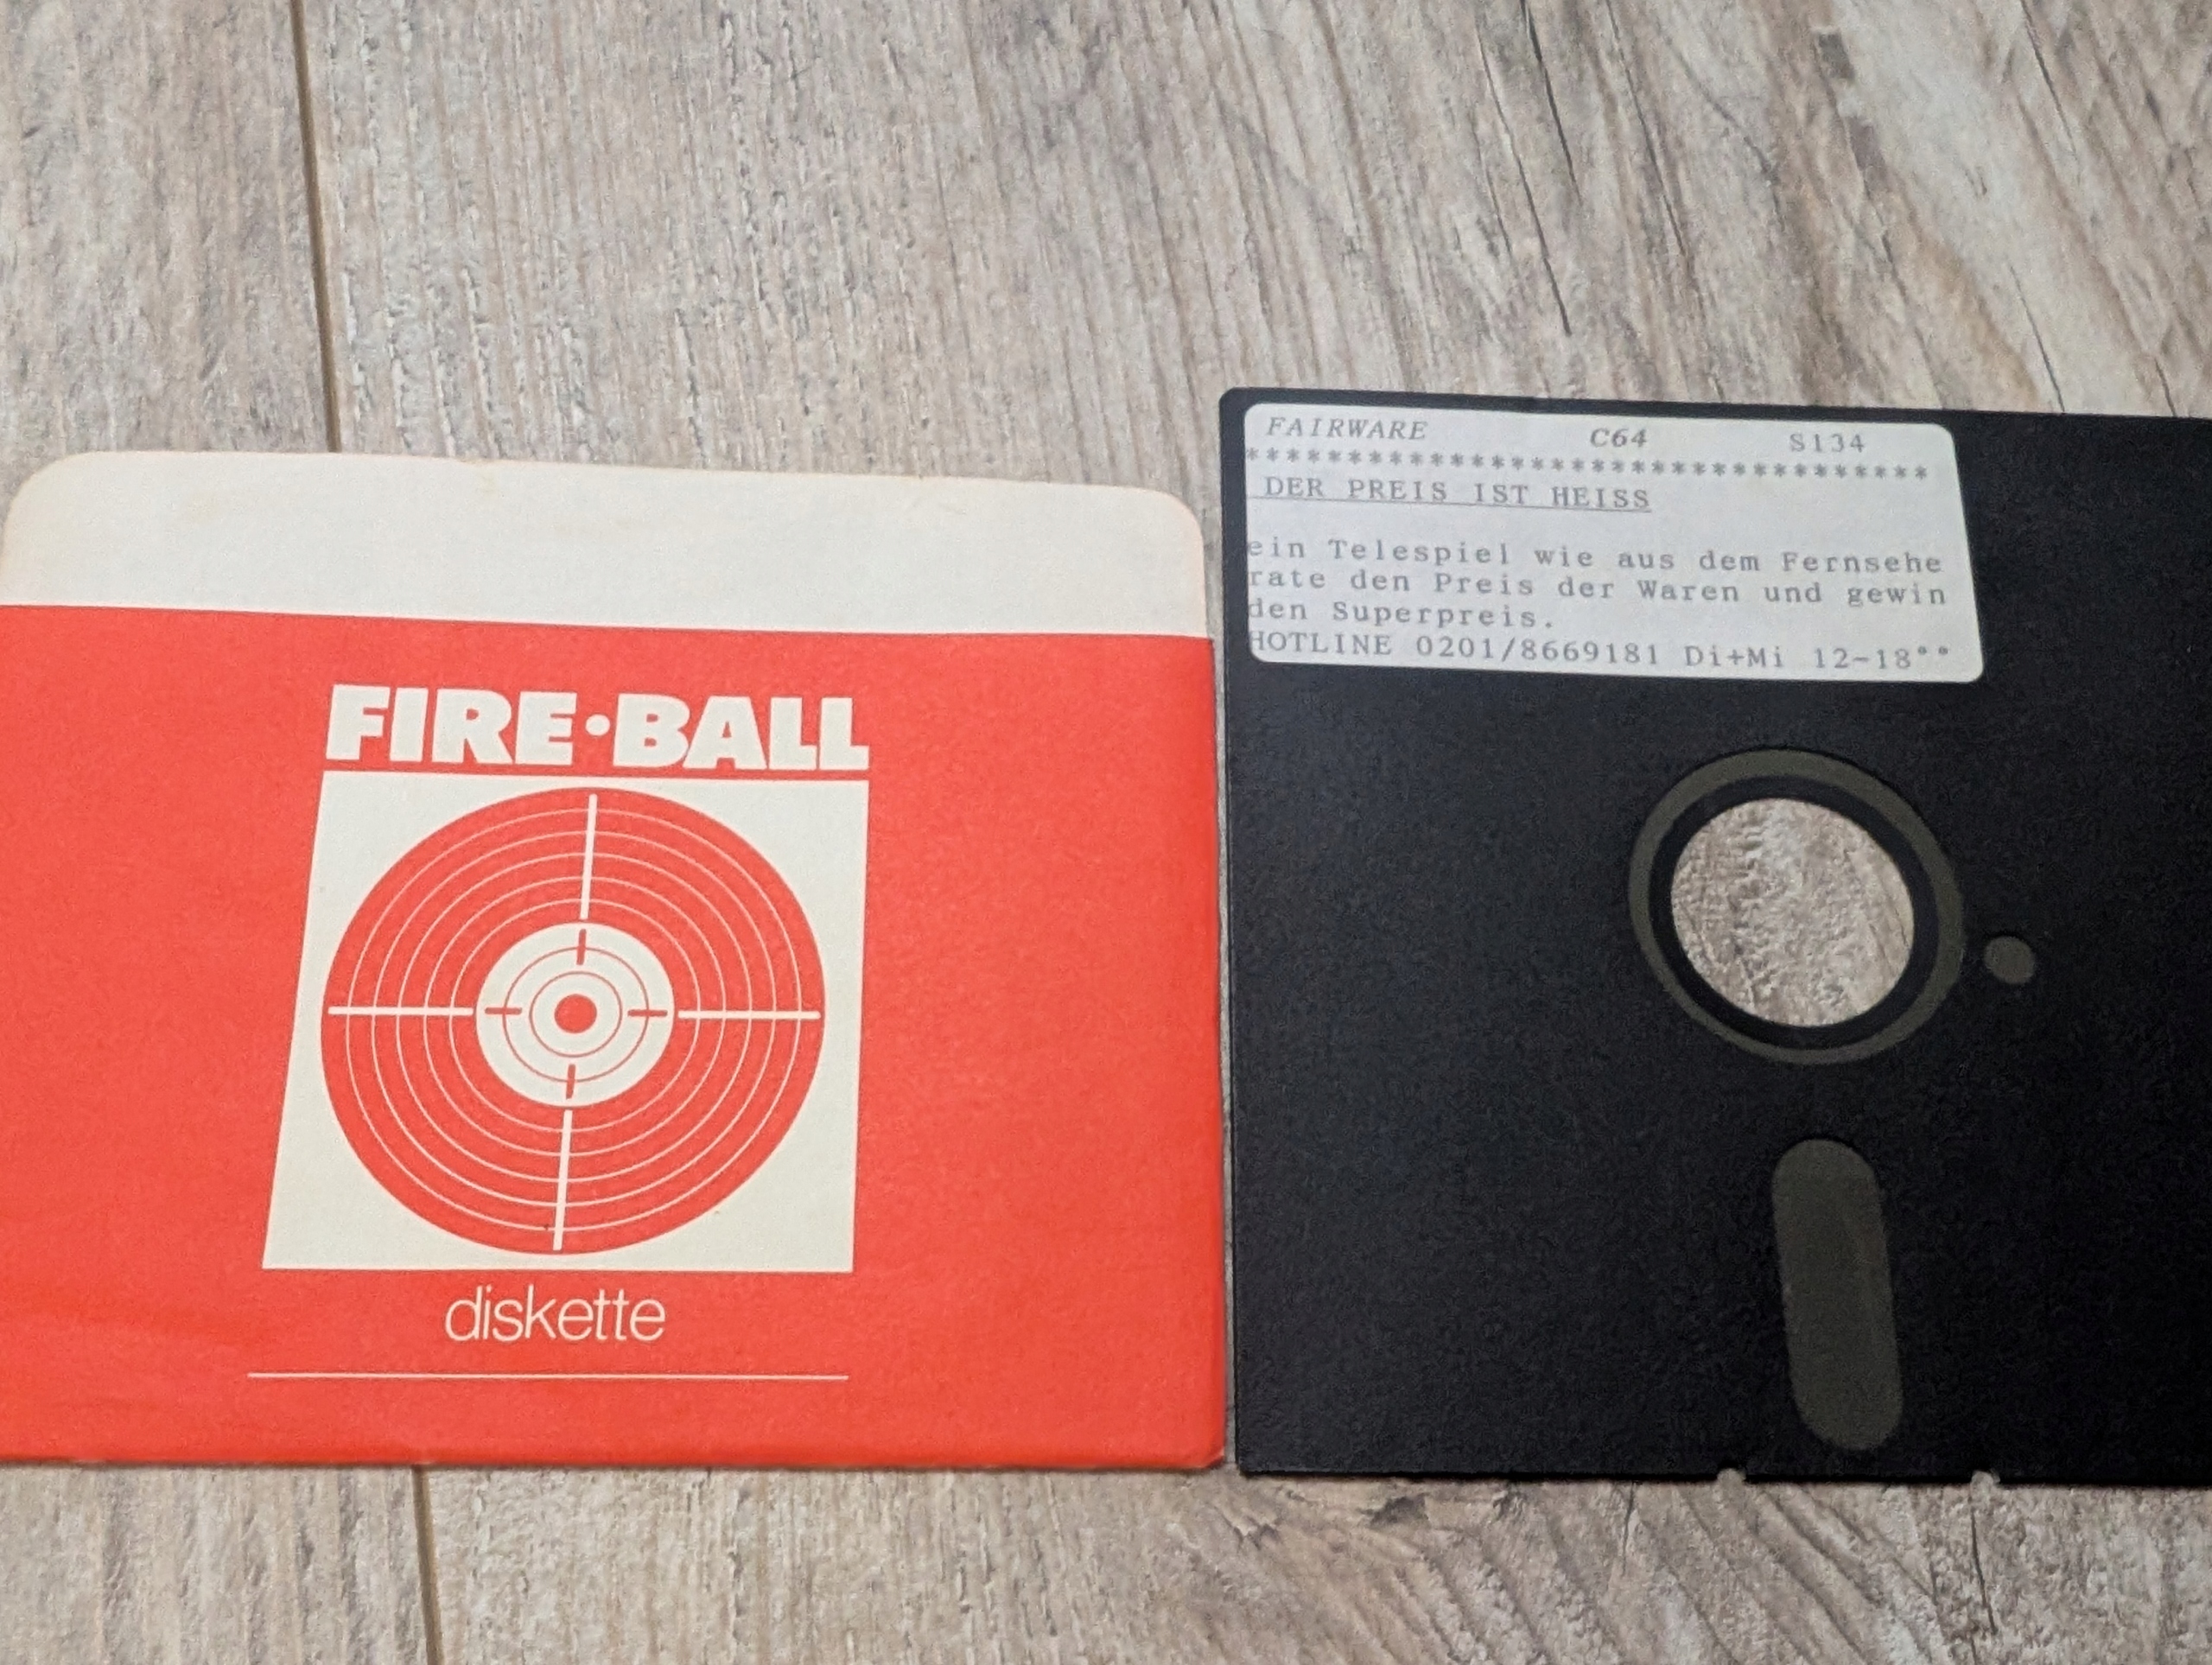 FIRE•BALL
diskette
FAIRWARE C64 S134
**********************************
DER PREIS IST HEISS
ein Telespiel wie aus dem Fernsehe
rate den Preis der Waren und gewin
den Superpreis.
HOTLINE 0201/8669181 Di+Mi 12-18°°